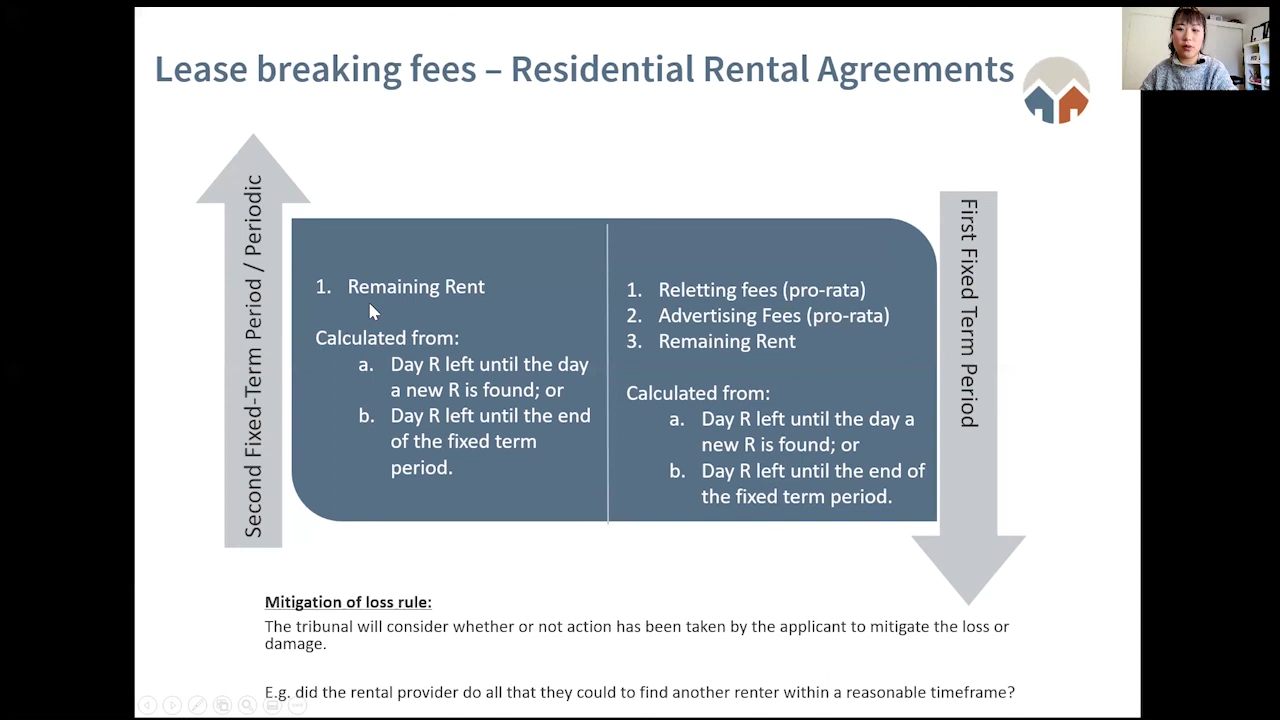 Lease breaking fees – Residential Rental Agreements
Second Fixed-Term Period / Periodic
1. Remaining Rent
Calculated from:
a. Day R left until the day
a new R is found; or
b. Day R left until the end
of the fixed term
period.
1. Reletting fees (pro-rata)
2. Advertising Fees (pro-rata)
3. Remaining Rent
Calculated from:
a. Day R left until the day a
new R is found; or
b. Day R left until the end of
the fixed term period.
First Fixed Term Period
Mitigation of loss rule:
The tribunal will consider whether or not action has been taken by the applicant to mitigate the loss or
damage.
E.g. did the rental provider do all that they could to find another renter within a reasonable timeframe?